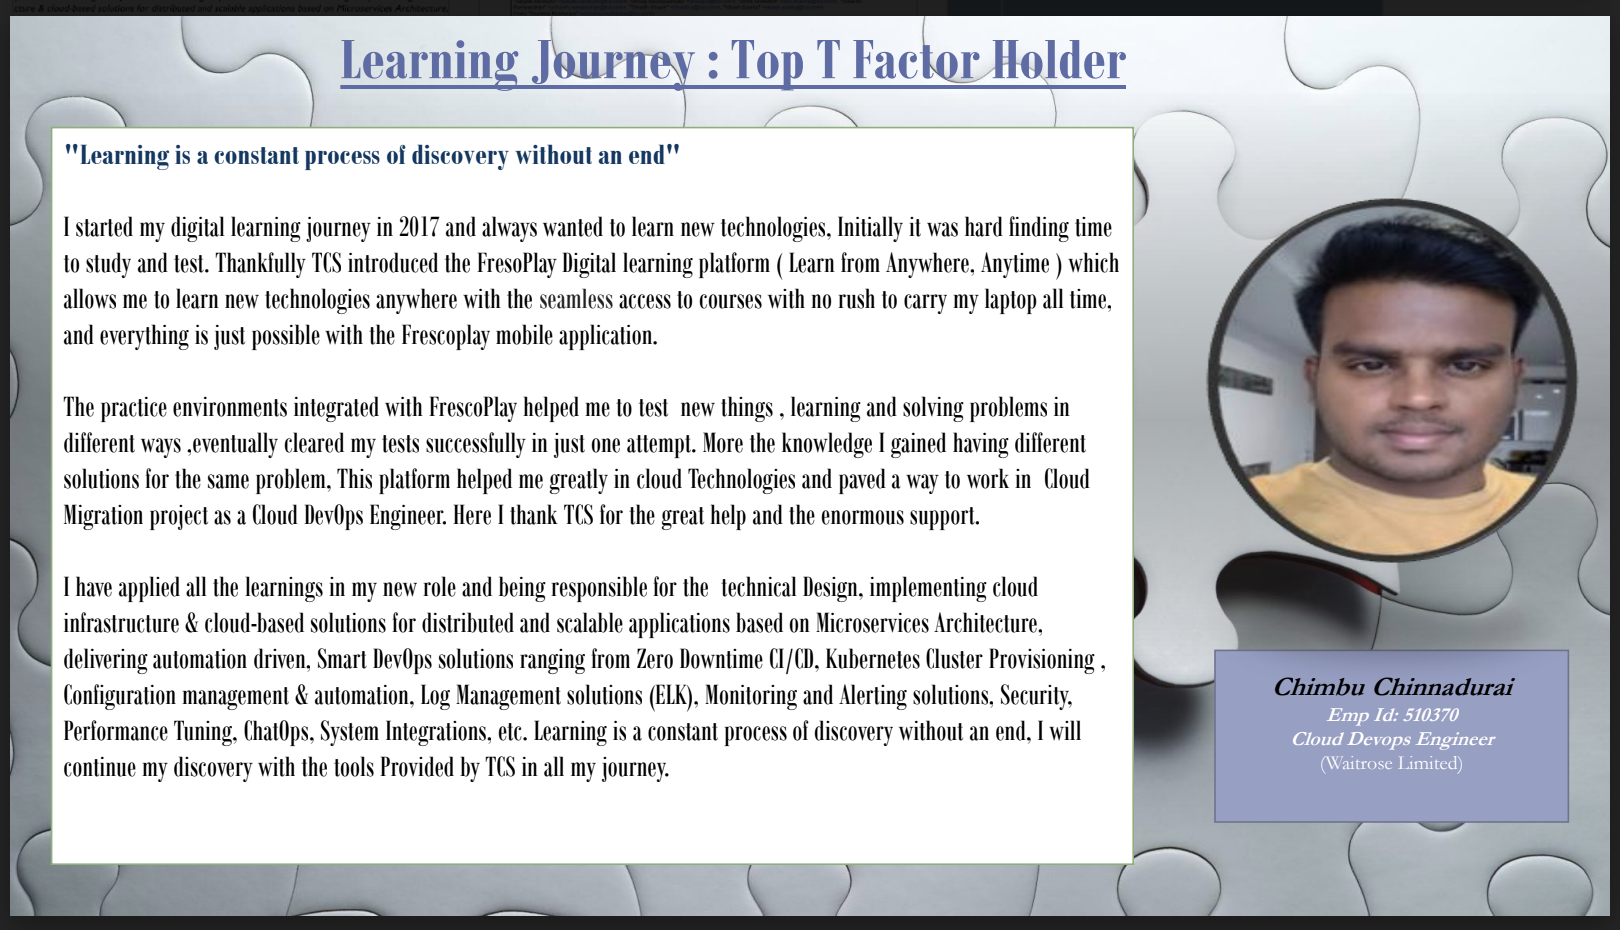 cture & cloud-based solutions for distributed and scalable applications based on Microservices Architecture,
Learning Journey : Top T Factor Holder
"Learning is a constant process of discovery without an end"
I started my digital learning journey in 2017 and always wanted to learn new technologies, Initially it was hard finding time
to study and test. Thankfully TCS introduced the FresoPlay Digital learning platform ( Learn from Anywhere, Anytime ) which
allows me to learn new technologies anywhere with the seamless access to courses with no rush to carry my laptop all time,
and everything is just possible with the Frescoplay mobile application.
The practice environments integrated with FrescoPlay helped me to test  new things , learning and solving problems in
different ways ,eventually cleared my tests successfully in just one attempt. More the knowledge I gained having different
solutions for the same problem, This platform helped me greatly in cloud Technologies and paved a way to work in  Cloud
Migration project as a Cloud DevOps Engineer. Here I thank TCS for the great help and the enormous support.
I have applied all the learnings in my new role and being responsible for the  technical Design, implementing cloud
infrastructure & cloud-based solutions for distributed and scalable applications based on Microservices Architecture,
delivering automation driven, Smart DevOps solutions ranging from Zero Downtime CI/CD, Kubernetes Cluster Provisioning ,
Configuration management & automation, Log Management solutions (ELK), Monitoring and Alerting solutions, Security,
Performance Tuning, ChatOps, System Integrations, etc. Learning is a constant process of discovery without an end, I will
continue my discovery with the tools Provided by TCS in all my journey.
Chimbu Chinnadurai
Emp Id: 510370
Cloud Devops Engineer
(Waitrose Limited)